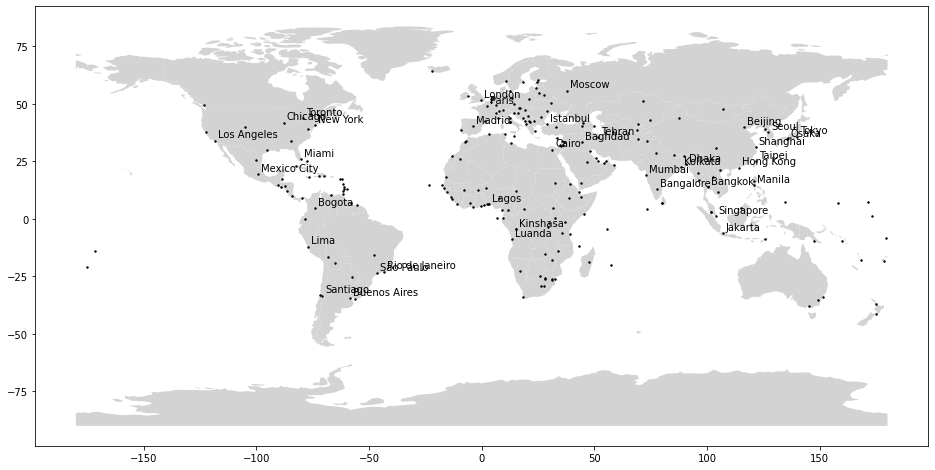 75
50
25
0
−25
−50
−75
−150
−100
−50
0
50
100
150
Moscow
London
Paris
Toronto
Chicago
New York
Madrid
Istanbul
Beijing
Seoul
Tokyo
Osaka
Los Angeles
Tehran
Baghdad
Cairo
Shanghai
Miami
Dhaka
Kolkata
Taipei
Hong Kong
Mexico City
Mumbai
Bangalore
Bangkok
Manila
Bogota
Lagos
Singapore
Kinshasa
Luanda
Jakarta
Lima
Rio de Janeiro
São Paulo
Santiago
Buenos Aires